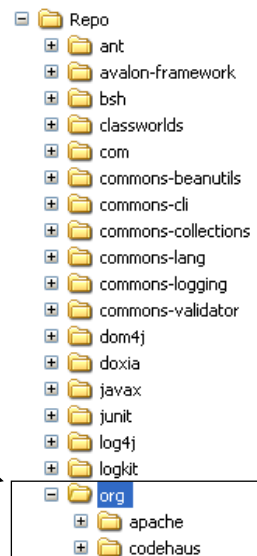 Repo
ant
avalon-framework
bsh
classworlds
com
commons-beanutils
commons-cli
commons-collections
commons-lang
commons-logging
commons-validator
dom4j
doxia
javax
junit
log4j
logkit
org
apache
codehaus